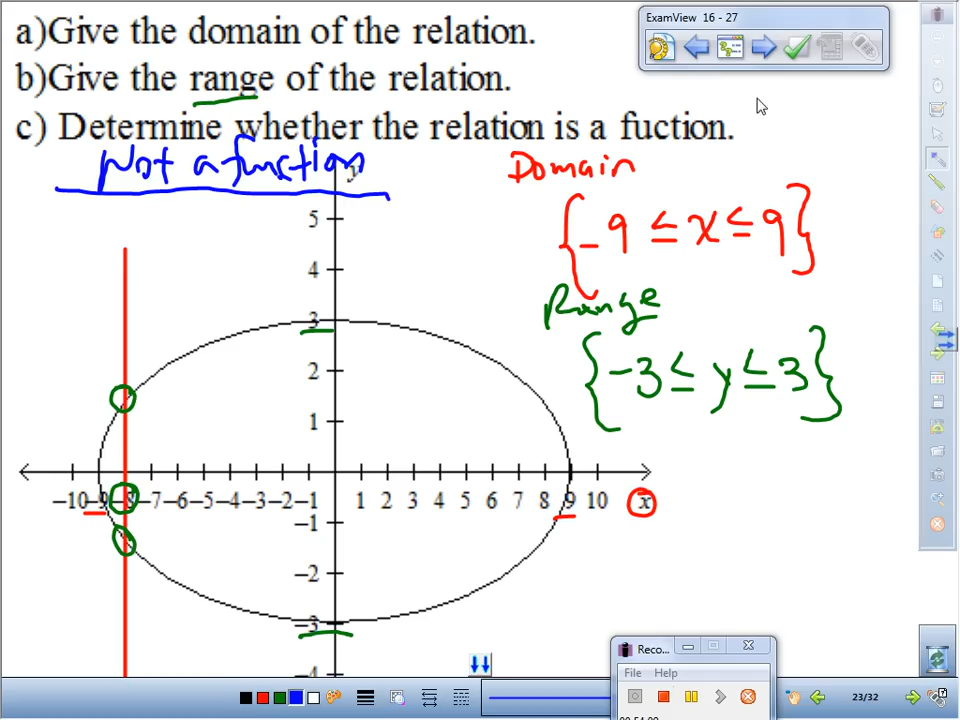 a)Give the domain of the relation.
b)Give the range of the relation.
c) Determine whether the relation is a fuction.
ExamView 16 - 27
Not a function
y
Domain
{-9 ≤ x ≤ 9}
Range
{-3 ≤ y ≤ 3}
5
4
3
2
1
−10 −9 −8 −7 −6 −5 −4 −3 −2 −1 1 2 3 4 5 6 7 8 9 10 x
−1
−2
−3
−4
Reco...
File Help
23/32